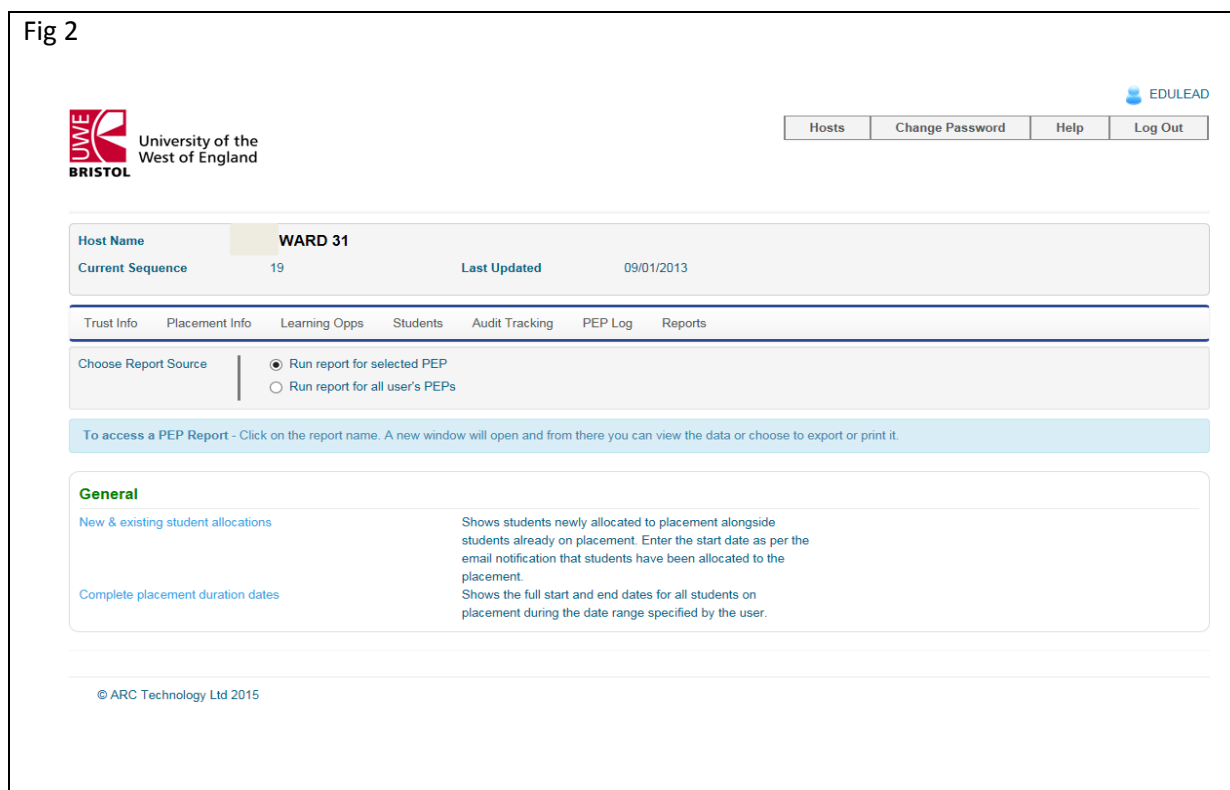 Fig 2
EDULEAD
Hosts Change Password Help Log Out
UWE
BRISTOL
University of the
West of England
Host Name WARD 31
Current Sequence 19 Last Updated 09/01/2013
Trust Info Placement Info Learning Opps Students Audit Tracking PEP Log Reports
Choose Report Source Run report for selected PEP
Run report for all user's PEPs
To access a PEP Report - Click on the report name. A new window will open and from there you can view the data or choose to export or print it.
General
New & existing student allocations Shows students newly allocated to placement alongside
students already on placement. Enter the start date as per the
email notification that students have been allocated to the
placement.
Complete placement duration dates Shows the full start and end dates for all students on
placement during the date range specified by the user.
© ARC Technology Ltd 2015